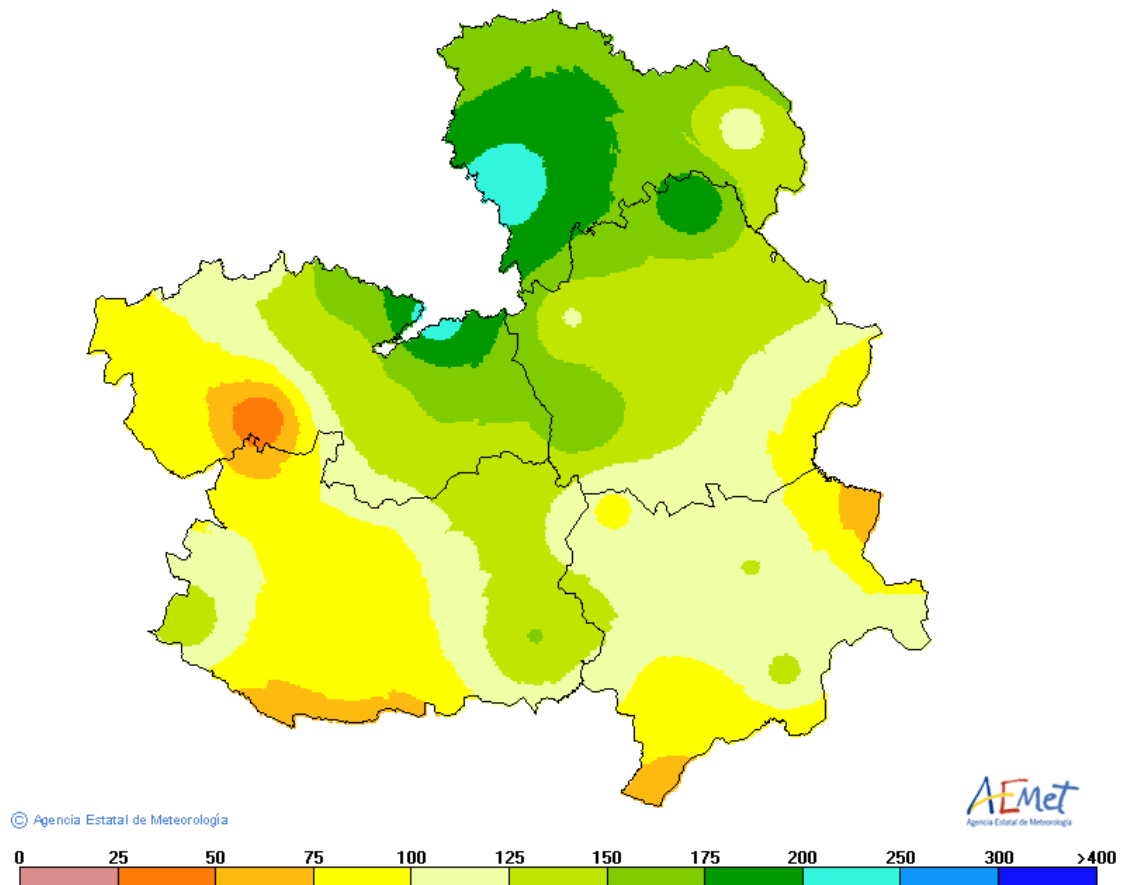 AEMet
Agencia Estatal de Meteorología
© Agencia Estatal de Meteorología
0 25 50 75 100 125 150 175 200 250 300 >400